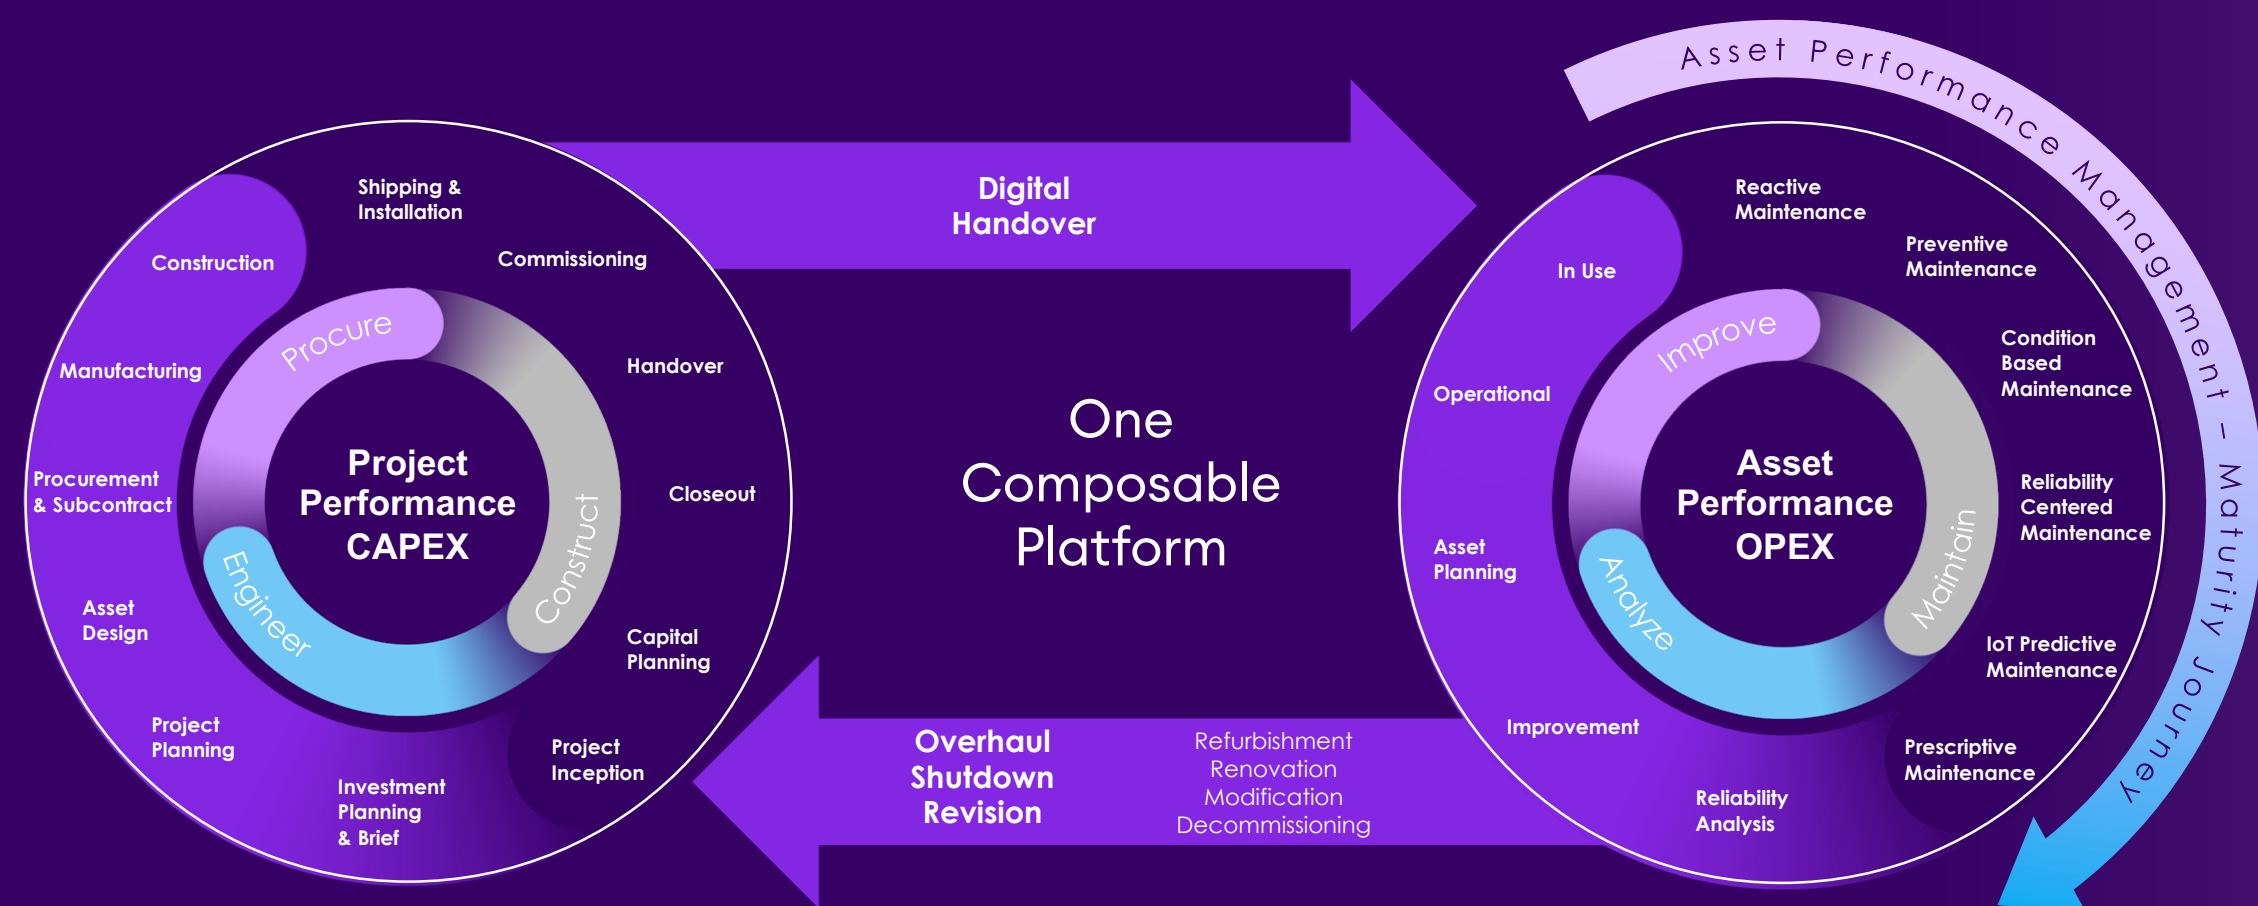 Shipping &
Installation
Construction
Commissioning
Manufacturing
Handover
Procurement
& Subcontract
Closeout
Asset
Design
Capital
Planning
Project
Planning
Project
Inception
Investment
Planning
& Brief
Procure
Construct
Engineer
Project
Performance
CAPEX
Digital
Handover
One
Composable
Platform
Overhaul
Shutdown
Revision
Refurbishment
Renovation
Modification
Decommissioning
Asset Performance Management – Maturity Journey
Reactive
Maintenance
In Use
Preventive
Maintenance
Operational
Condition
Based
Maintenance
Asset
Planning
Reliability
Centered
Maintenance
Improvement
IoT Predictive
Maintenance
Reliability
Analysis
Prescriptive
Maintenance
Improve
Maintain
Analyze
Asset
Performance
OPEX